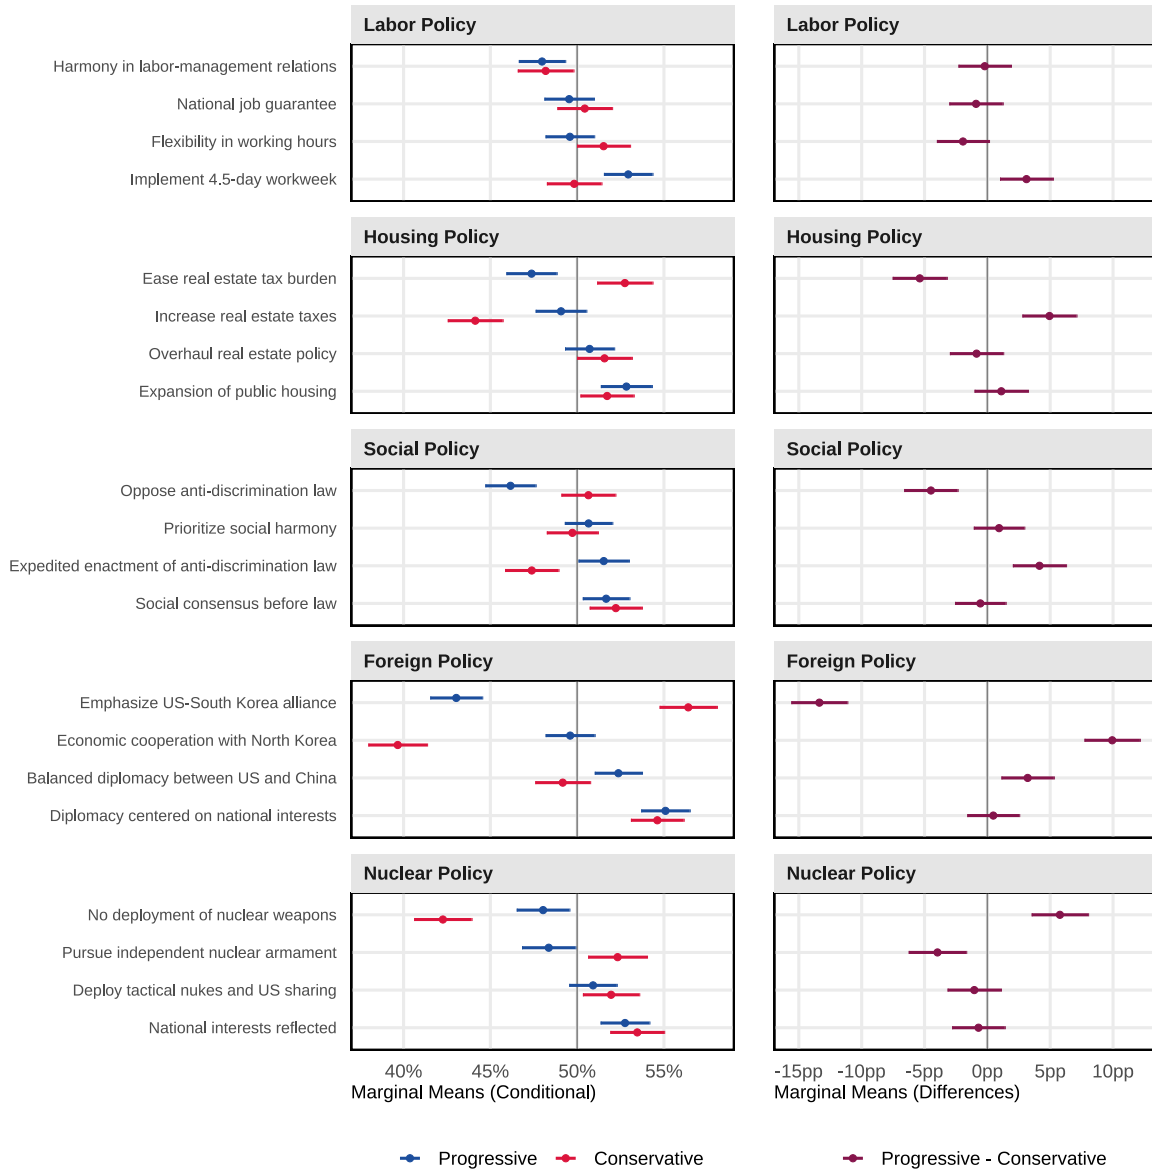 Labor Policy
Labor Policy
Harmony in labor-management relations
National job guarantee
Flexibility in working hours
Implement 4.5-day workweek
Housing Policy
Housing Policy
Ease real estate tax burden
Increase real estate taxes
Overhaul real estate policy
Expansion of public housing
Social Policy
Social Policy
Oppose anti-discrimination law
Prioritize social harmony
Expedited enactment of anti-discrimination law
Social consensus before law
Foreign Policy
Foreign Policy
Emphasize US-South Korea alliance
Economic cooperation with North Korea
Balanced diplomacy between US and China
Diplomacy centered on national interests
Nuclear Policy
Nuclear Policy
No deployment of nuclear weapons
Pursue independent nuclear armament
Deploy tactical nukes and US sharing
National interests reflected
40% 45% 50% 55%
-15pp -10pp -5pp 0pp 5pp 10pp
Marginal Means (Conditional)
Marginal Means (Differences)
Progressive Conservative
Progressive - Conservative